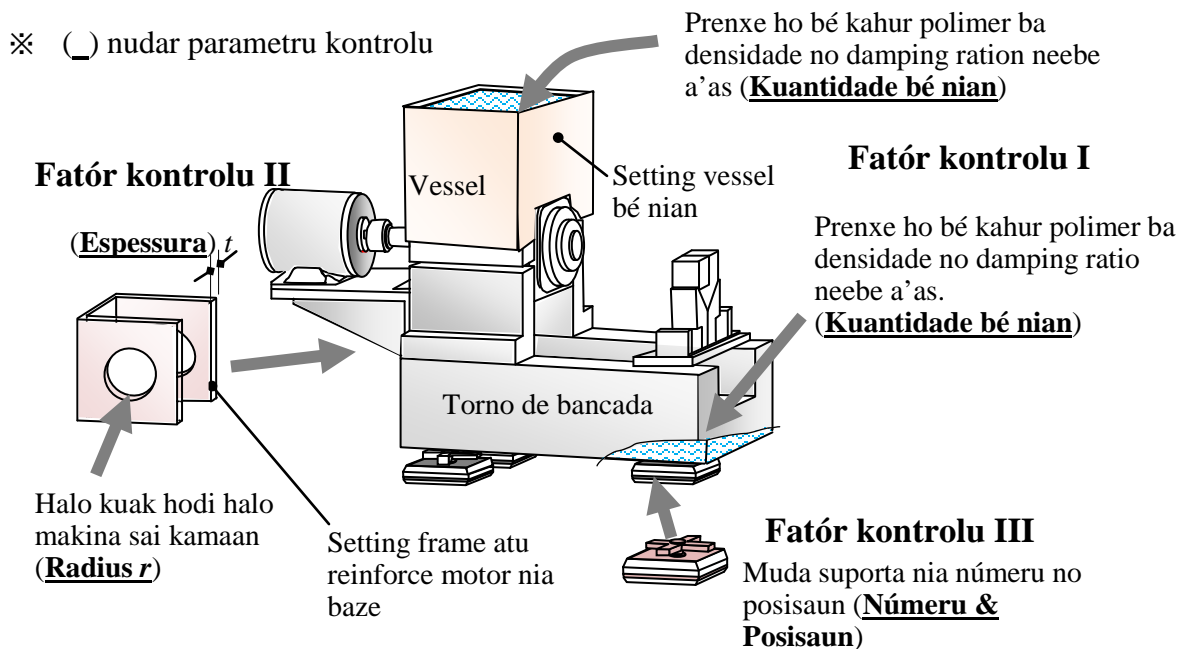 ※ (_) nudar parametru kontrolu
Prenxe ho bé kahur polimer ba
densidade no damping ration neebe
a’as (Kuantidade bé nian)
Fatór kontrolu II
Vessel
Setting vessel
bé nian
Fatór kontrolu I
(Espessura) t
Prenxe ho bé kahur polimer ba
densidade no damping ratio
neebe a’as.
(Kuantidade bé nian)
Torno de bancada
Halo kuak hodi halo
makina sai kamaan
(Radius r)
Setting frame atu
reinforce motor nia
baze
Fatór kontrolu III
Muda suporta nia númeru no
posisaun (Númeru &
Posisaun)